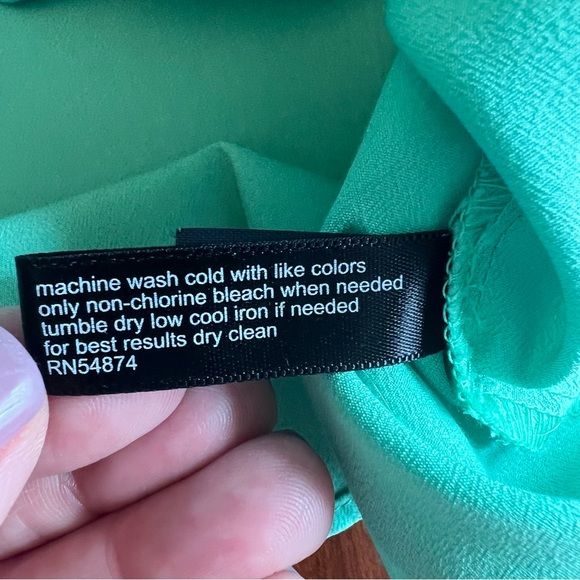 machine wash cold with like colors
only non-chlorine bleach when needed
tumble dry low cool iron if needed
for best results dry clean
RN54874